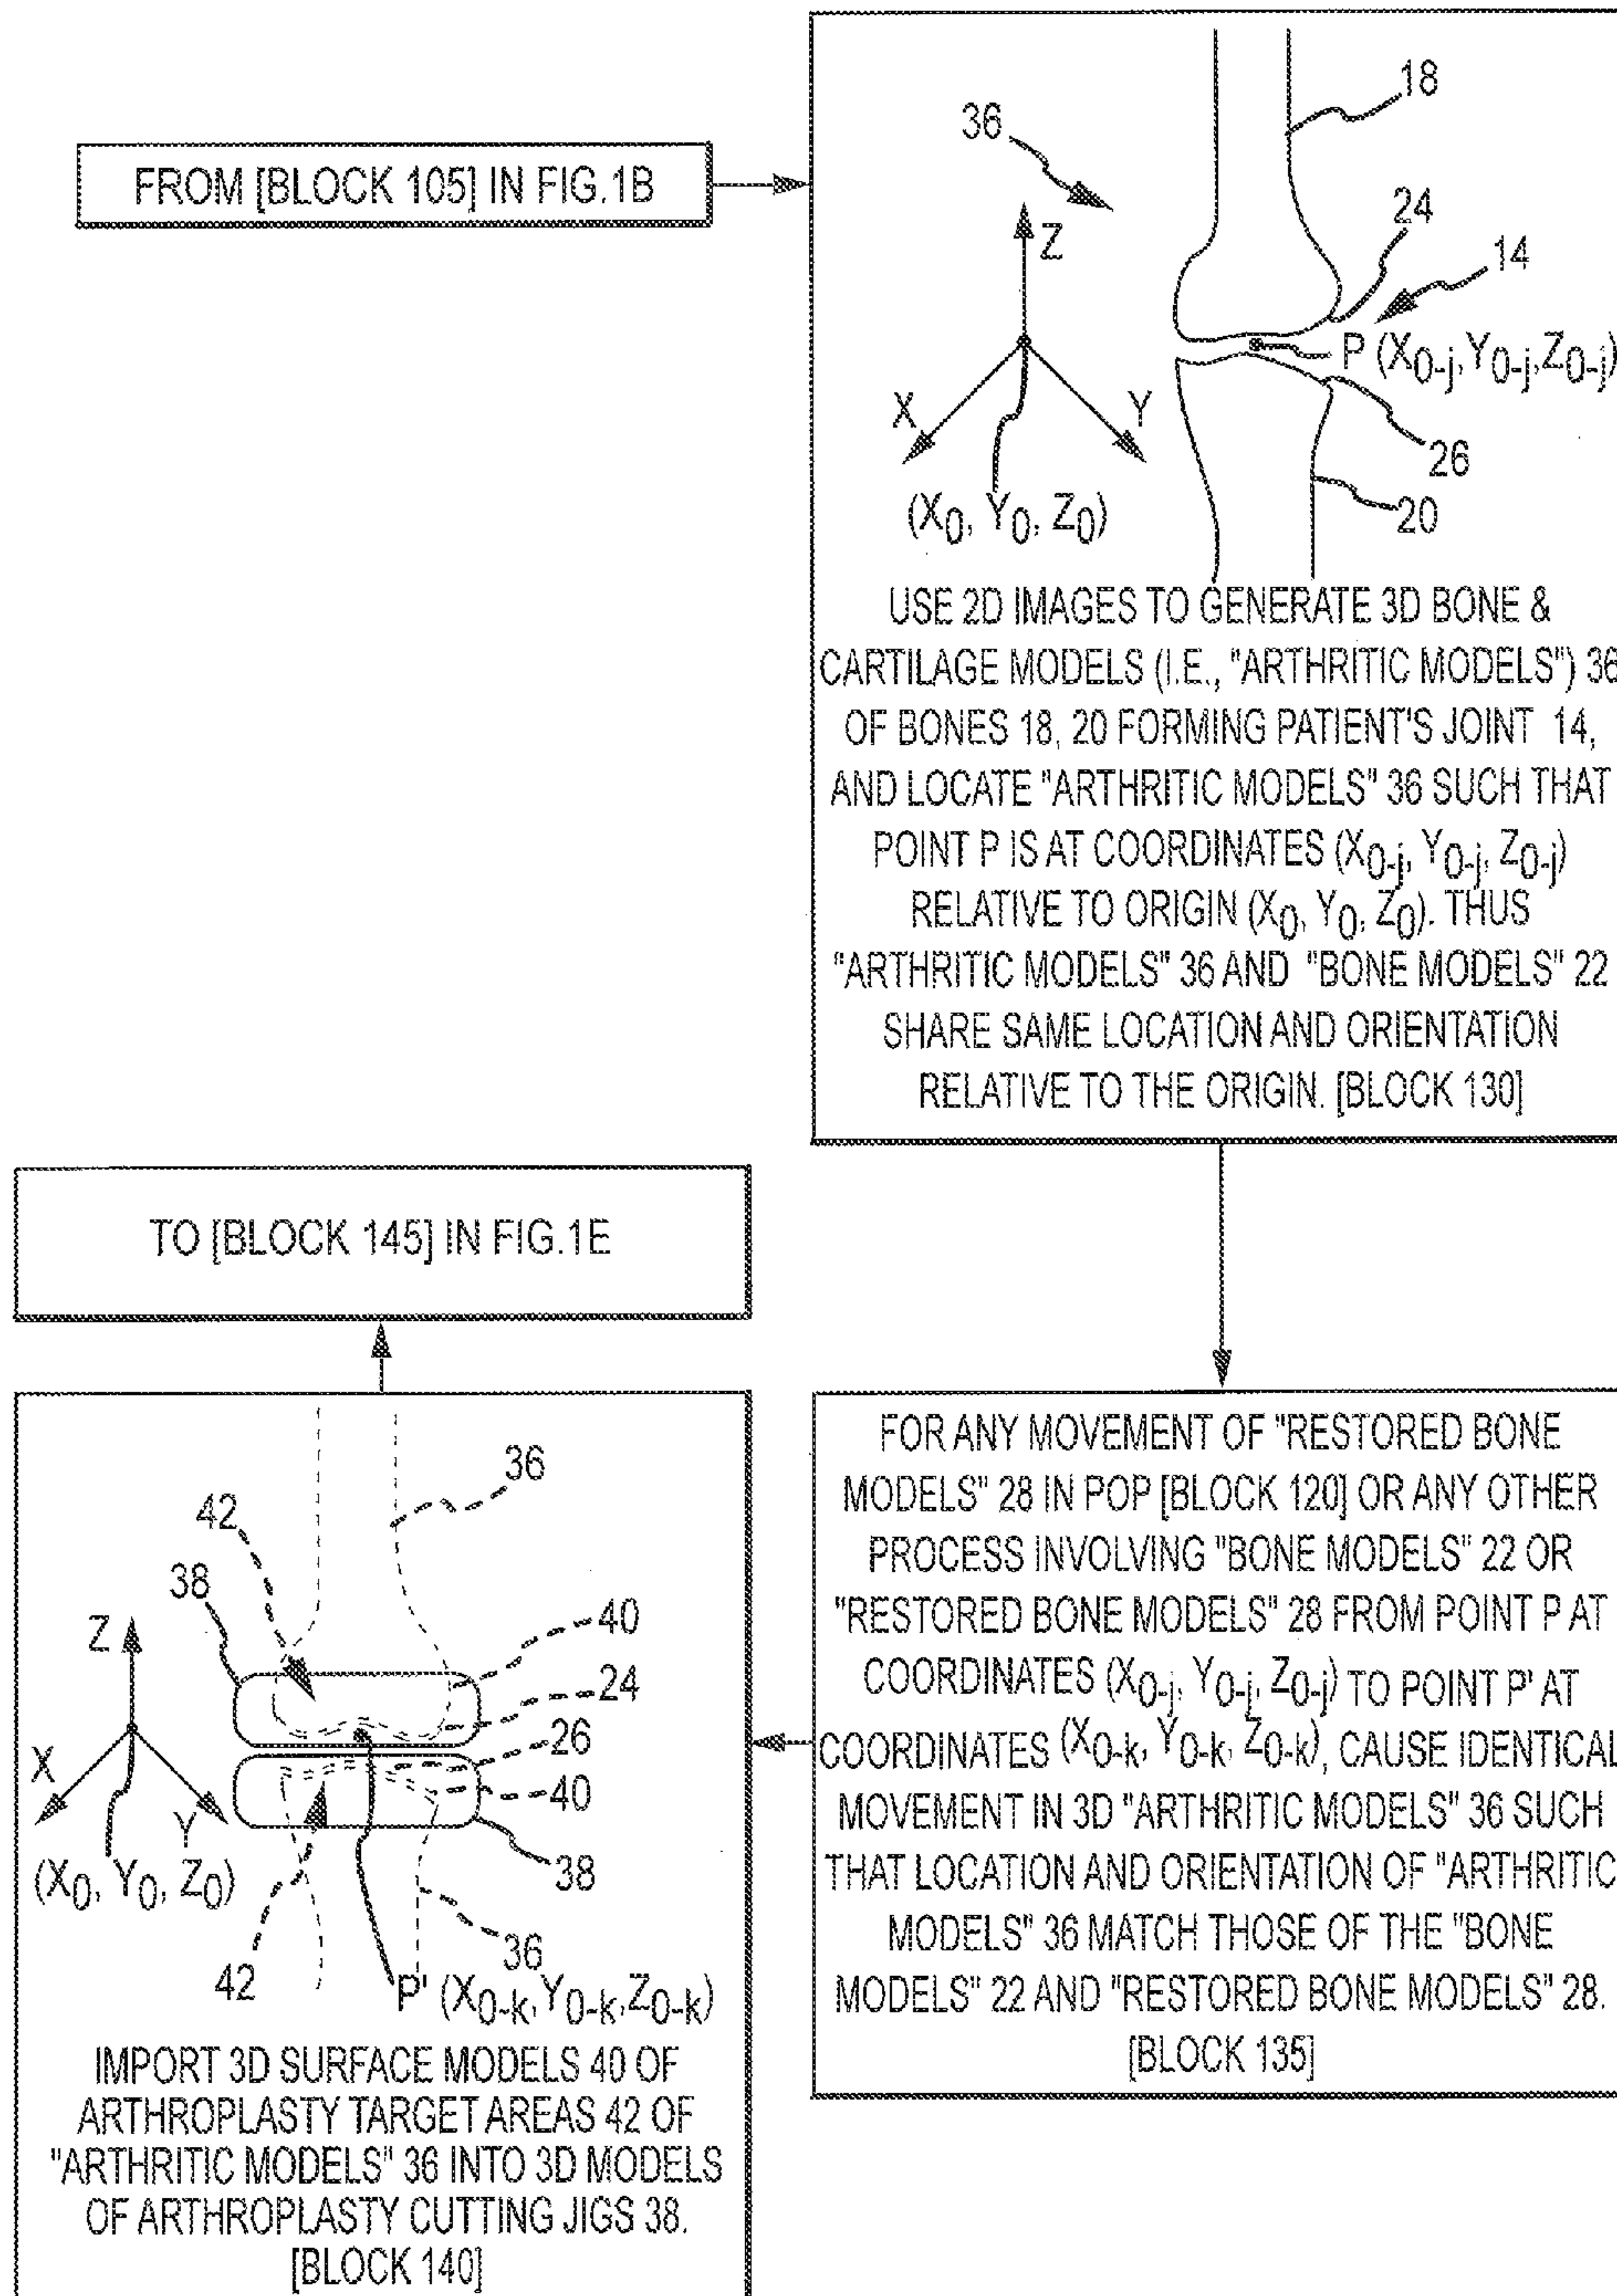 FROM [BLOCK 105] IN FIG.1B
36
18
24
14
Z
X
Y
P (X0-j,Y0-j,Z0-j)
26
20
(X0, Y0, Z0)
USE 2D IMAGES TO GENERATE 3D BONE &
CARTILAGE MODELS (I.E., "ARTHRITIC MODELS") 36
OF BONES 18, 20 FORMING PATIENT'S JOINT 14,
AND LOCATE "ARTHRITIC MODELS" 36 SUCH THAT
POINT P IS AT COORDINATES (X0-j, Y0-j, Z0-j)
RELATIVE TO ORIGIN (X0, Y0, Z0). THUS
"ARTHRITIC MODELS" 36 AND "BONE MODELS" 22
SHARE SAME LOCATION AND ORIENTATION
RELATIVE TO THE ORIGIN. [BLOCK 130]
FOR ANY MOVEMENT OF "RESTORED BONE
MODELS" 28 IN POP [BLOCK 120] OR ANY OTHER
PROCESS INVOLVING "BONE MODELS" 22 OR
"RESTORED BONE MODELS" 28 FROM POINT P AT
COORDINATES (X0-j, Y0-j, Z0-j) TO POINT P' AT
COORDINATES (X0-k, Y0-k, Z0-k), CAUSE IDENTICAL
MOVEMENT IN 3D "ARTHRITIC MODELS" 36 SUCH
THAT LOCATION AND ORIENTATION OF "ARTHRITIC
MODELS" 36 MATCH THOSE OF THE "BONE
MODELS" 22 AND "RESTORED BONE MODELS" 28.
[BLOCK 135]
36
42
38
40
Z
24
26
X
40
Y
(X0, Y0, Z0)
38
36
42
P' (X0-k,Y0-k,Z0-k)
IMPORT 3D SURFACE MODELS 40 OF
ARTHROPLASTY TARGET AREAS 42 OF
"ARTHRITIC MODELS" 36 INTO 3D MODELS
OF ARTHROPLASTY CUTTING JIGS 38.
[BLOCK 140]
TO [BLOCK 145] IN FIG.1E